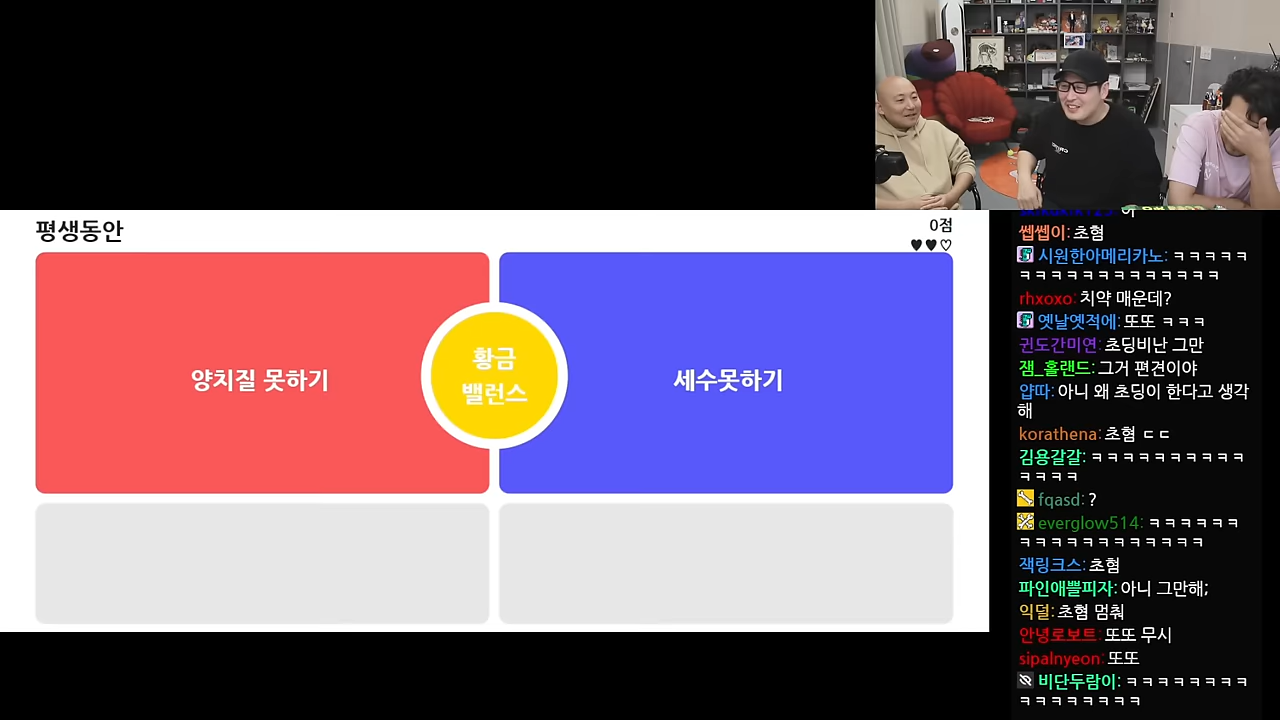 평생동안
0점
양치질 못하기
황금
밸런스
세수못하기
쎕쎕이: 초혐
시원한아메리카노: ㅋㅋㅋㅋㅋ
ㅋㅋㅋㅋㅋㅋㅋㅋㅋㅋㅋㅋㅋ
rhxoxo: 치약 매운데?
옛날옛적에: 또또 ㅋㅋㅋ
귄도간미연: 초딩비난 그만
잼_홀랜드: 그거 편견이야
얍따: 아니 왜 초딩이 한다고 생각
해
korathena: 초혐 ㄷㄷ
김용갈갈: ㅋㅋㅋㅋㅋㅋㅋㅋㅋㅋ
ㅋㅋㅋㅋ
fqasd: ?
everglow514: ㅋㅋㅋㅋㅋㅋ
ㅋㅋㅋㅋㅋㅋㅋㅋㅋㅋㅋㅋ
잭링크스: 초혐
파인애쁠피자: 아니 그만해;
익덜: 초혐 멈춰
안녕로보트: 또또 무시
sipalnyeon: 또또
비단두람이: ㅋㅋㅋㅋㅋㅋㅋㅋ
ㅋㅋㅋㅋㅋㅋㅋㅋ